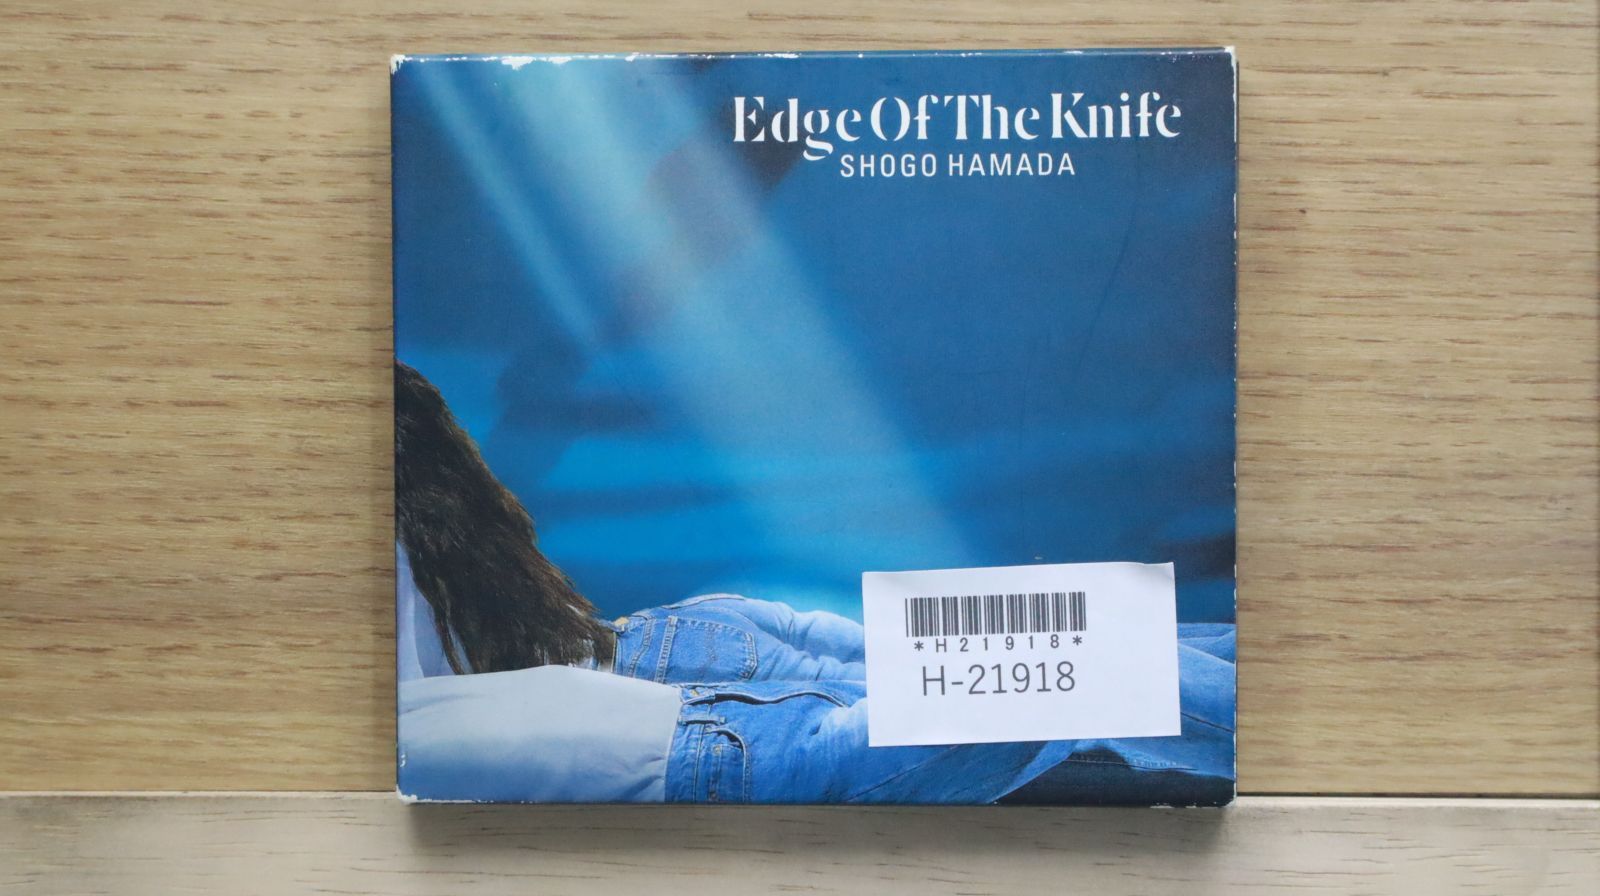 Edge Of The Knife
SHOGO HAMADA
*H21918*
H-21918